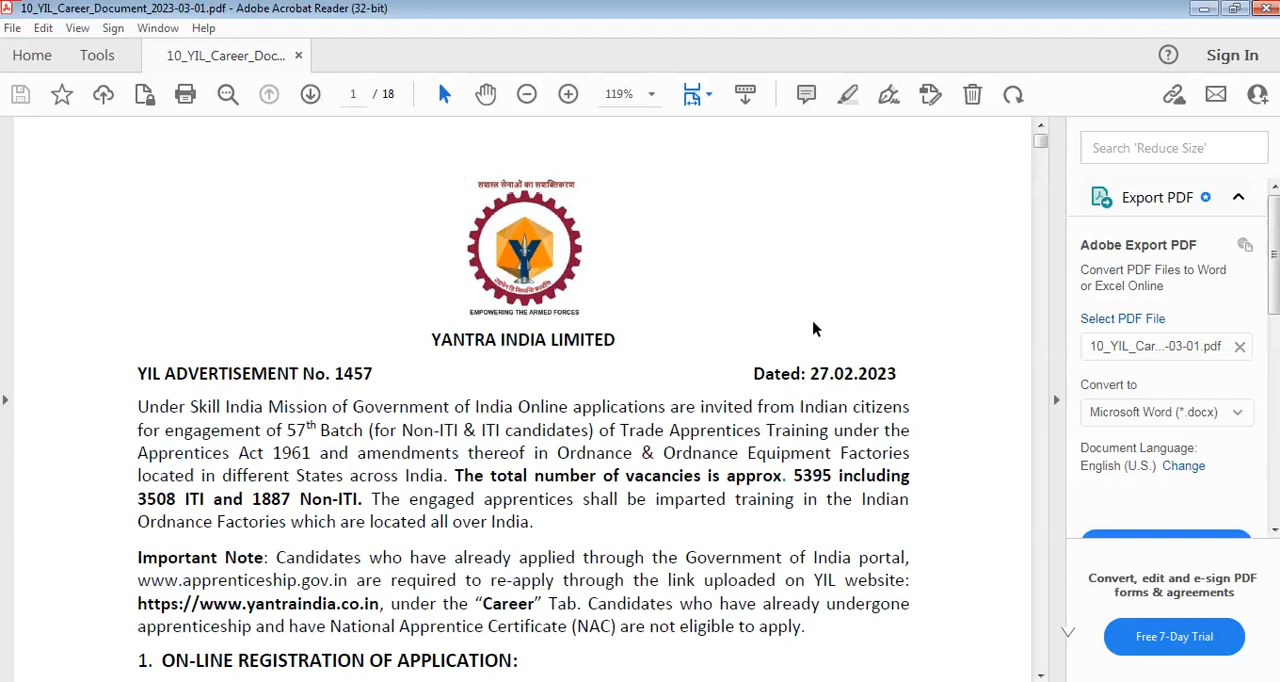 10_YIL_Career_Document_2023-03-01.pdf - Adobe Acrobat Reader (32-bit)
File Edit View Sign Window Help
Home Tools 10_YIL_Career_Doc... × Sign In
1 / 18 119%
सशस्त्र सेनाओं का सशक्तिकरण
EMPOWERING THE ARMED FORCES
YANTRA INDIA LIMITED
YIL ADVERTISEMENT No. 1457 Dated: 27.02.2023
Under Skill India Mission of Government of India Online applications are invited from Indian citizens
for engagement of 57th Batch (for Non-ITI & ITI candidates) of Trade Apprentices Training under the
Apprentices Act 1961 and amendments thereof in Ordnance & Ordnance Equipment Factories
located in different States across India. The total number of vacancies is approx. 5395 including
3508 ITI and 1887 Non-ITI. The engaged apprentices shall be imparted training in the Indian
Ordnance Factories which are located all over India.
Important Note: Candidates who have already applied through the Government of India portal,
www.apprenticeship.gov.in are required to re-apply through the link uploaded on YIL website:
https://www.yantraindia.co.in, under the “Career” Tab. Candidates who have already undergone
apprenticeship and have National Apprentice Certificate (NAC) are not eligible to apply.
1. ON-LINE REGISTRATION OF APPLICATION:
Search 'Reduce Size'
Export PDF
Adobe Export PDF
Convert PDF Files to Word
or Excel Online
Select PDF File
10_YIL_Car...-03-01.pdf
Convert to
Microsoft Word (*.docx)
Document Language:
English (U.S.) Change
Convert, edit and e-sign PDF
forms & agreements
Free 7-Day Trial